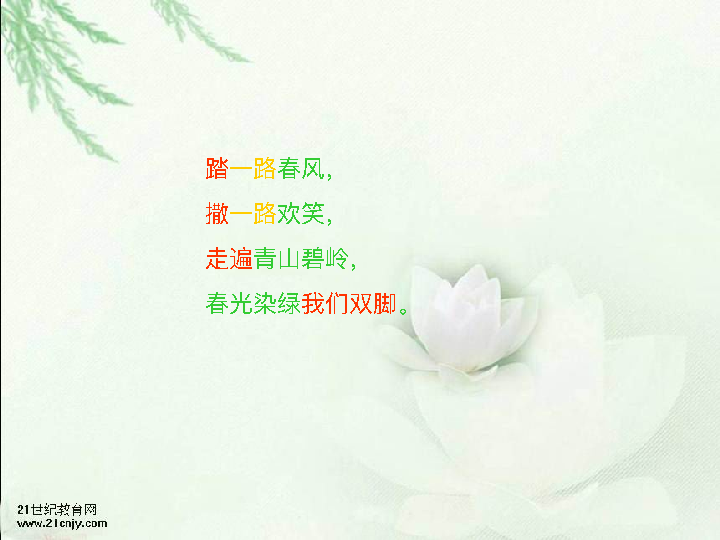 踏一路春风，
撒一路欢笑，
走遍青山碧岭，
春光染绿我们双脚。
21世纪教育网
www.21cnjy.com